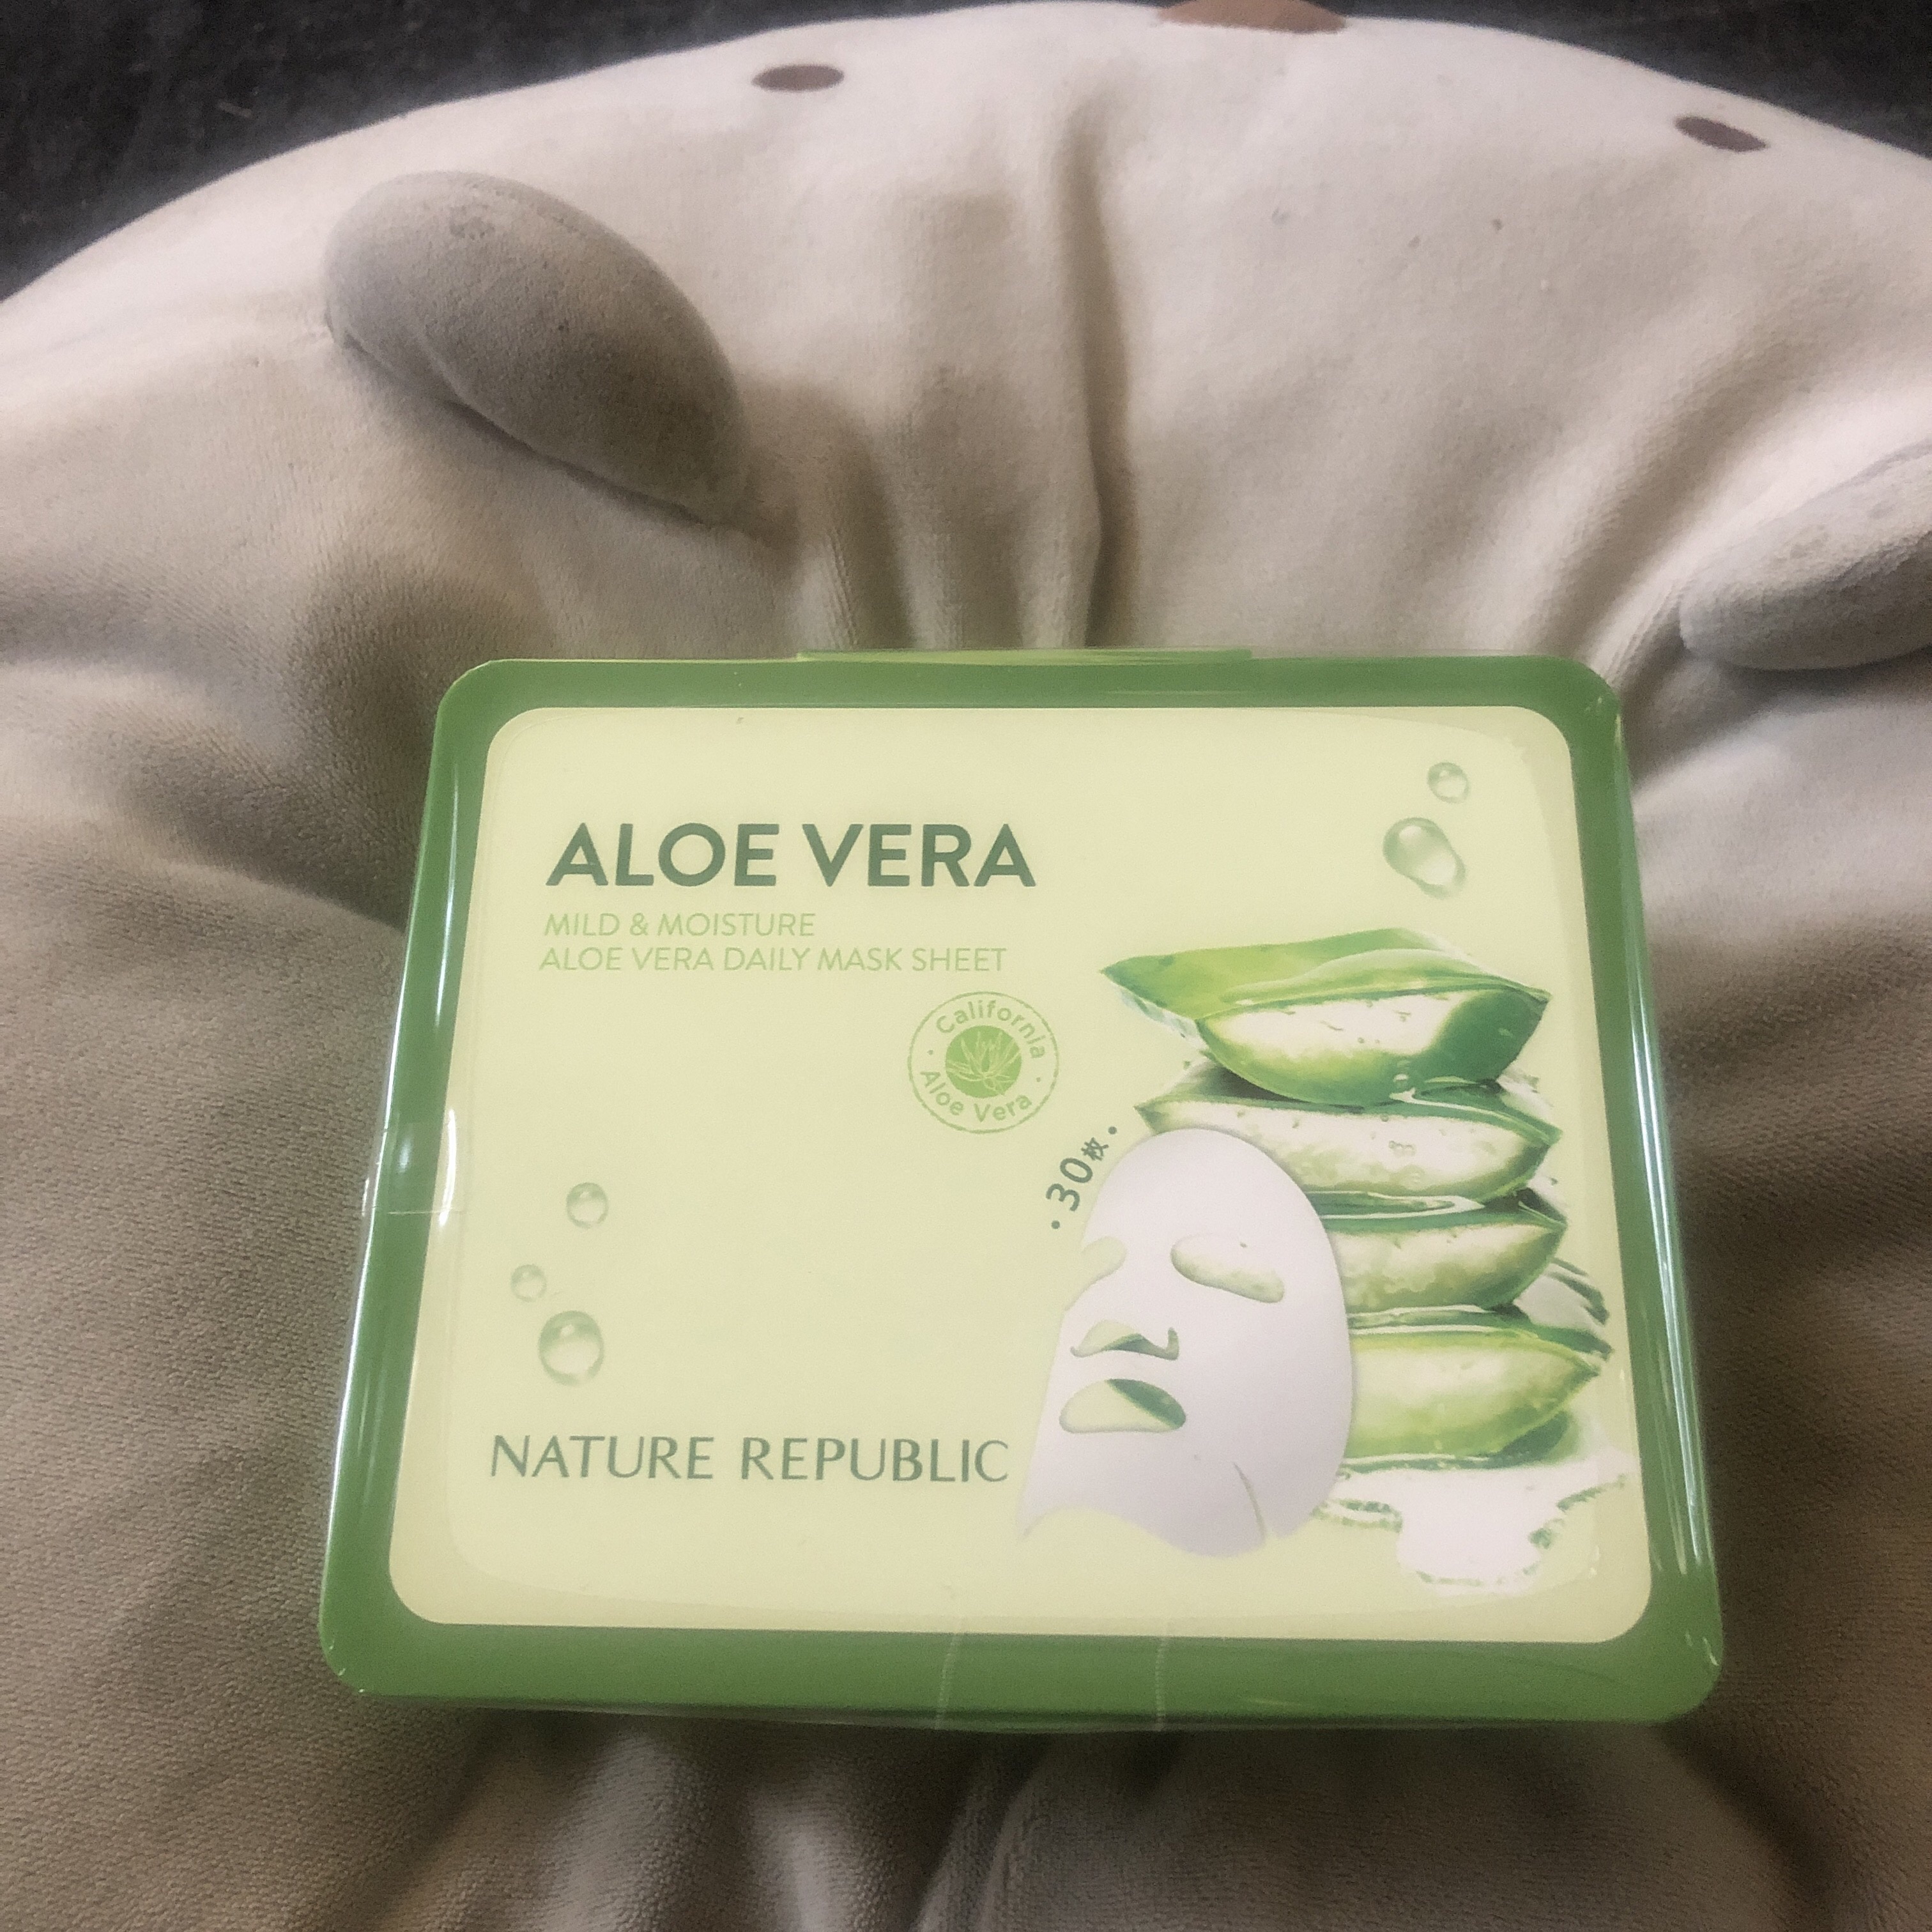 ALOE VERA
MILD & MOISTURE
ALOE VERA DAILY MASK SHEET
California
Aloe Vera
30枚
NATURE REPUBLIC